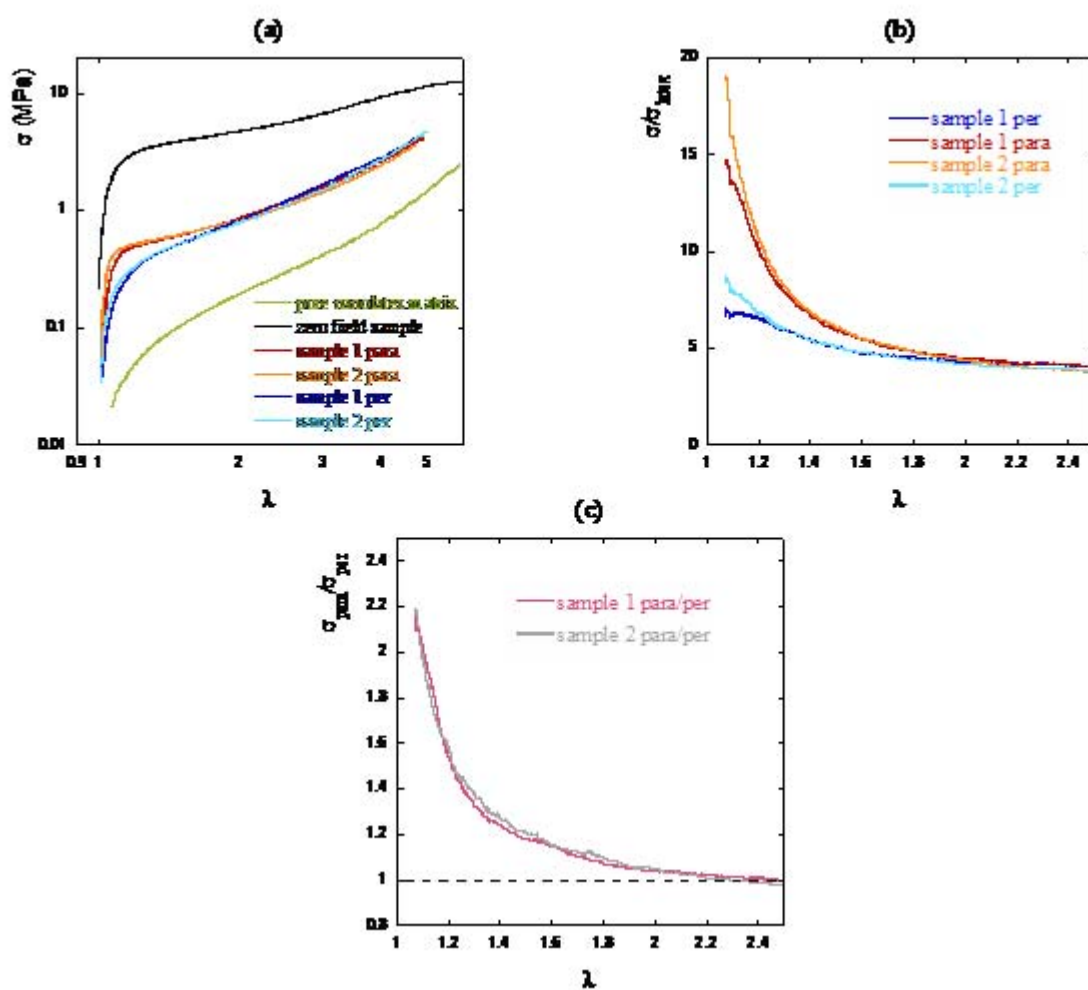 (a)
σ (MPa)
10
1
0.1
0.01
0.9 1 2 3 4 5
λ
zero field sample
sample 1 para
sample 2 para
sample 1 per
sample 2 per
(b)
20
15
10
5
0
1 1.2 1.4 1.6 1.8 2 2.2 2.4
λ
sample 1 per
sample 1 para
sample 2 para
sample 2 per
(c)
σpara/σper
2.4
2.2
2
1.8
1.6
1.4
1.2
1
0.8
1 1.2 1.4 1.6 1.8 2 2.2 2.4
λ
sample 1 para/per
sample 2 para/per